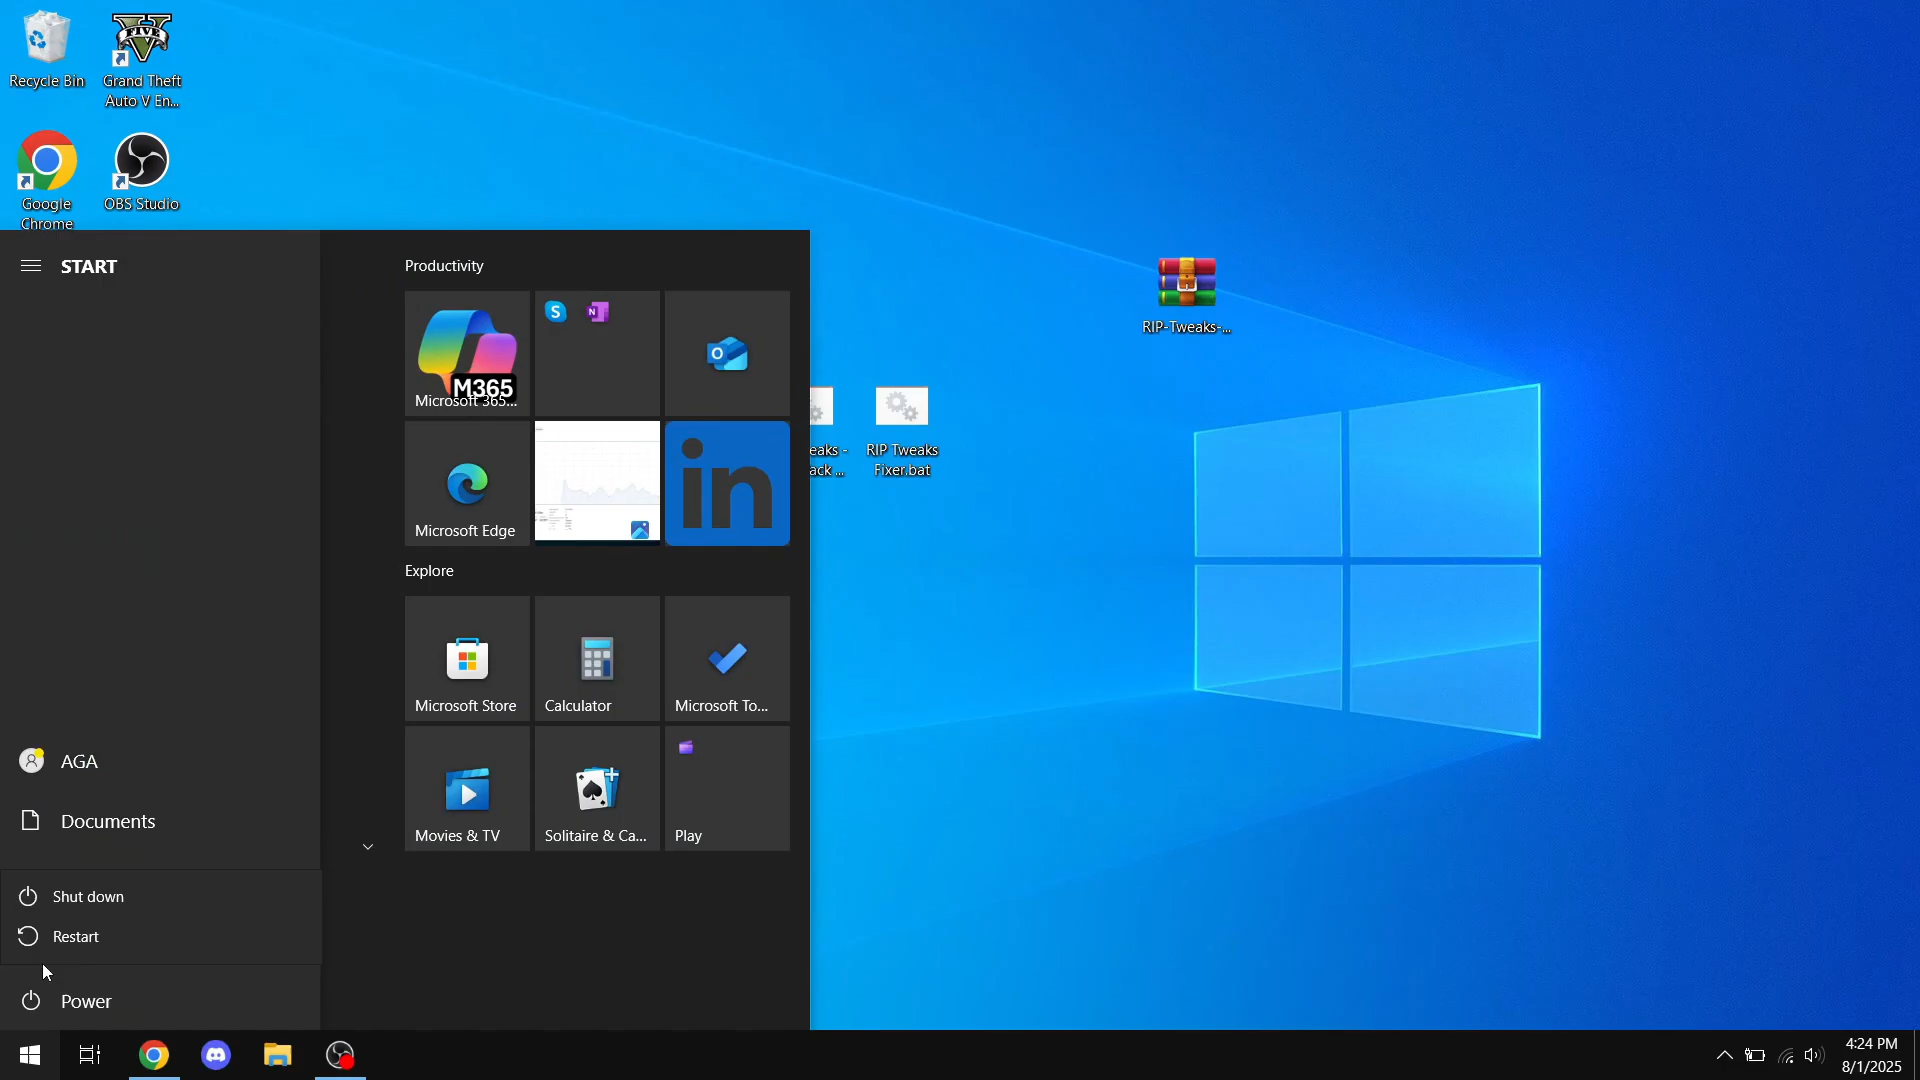 Recycle Bin
Grand Theft
Auto V En...
FIVE
Google
Chrome
OBS Studio
START
Productivity
S
N
M365
Microsoft 365...
O
Microsoft Edge
in
Explore
Microsoft Store
Calculator
Microsoft To...
Movies & TV
Solitaire & Ca...
Play
AGA
Documents
Shut down
Restart
Power
RIP-Tweaks-...
eaks -
ack ...
RIP Tweaks
Fixer.bat
4:24 PM
8/1/2025